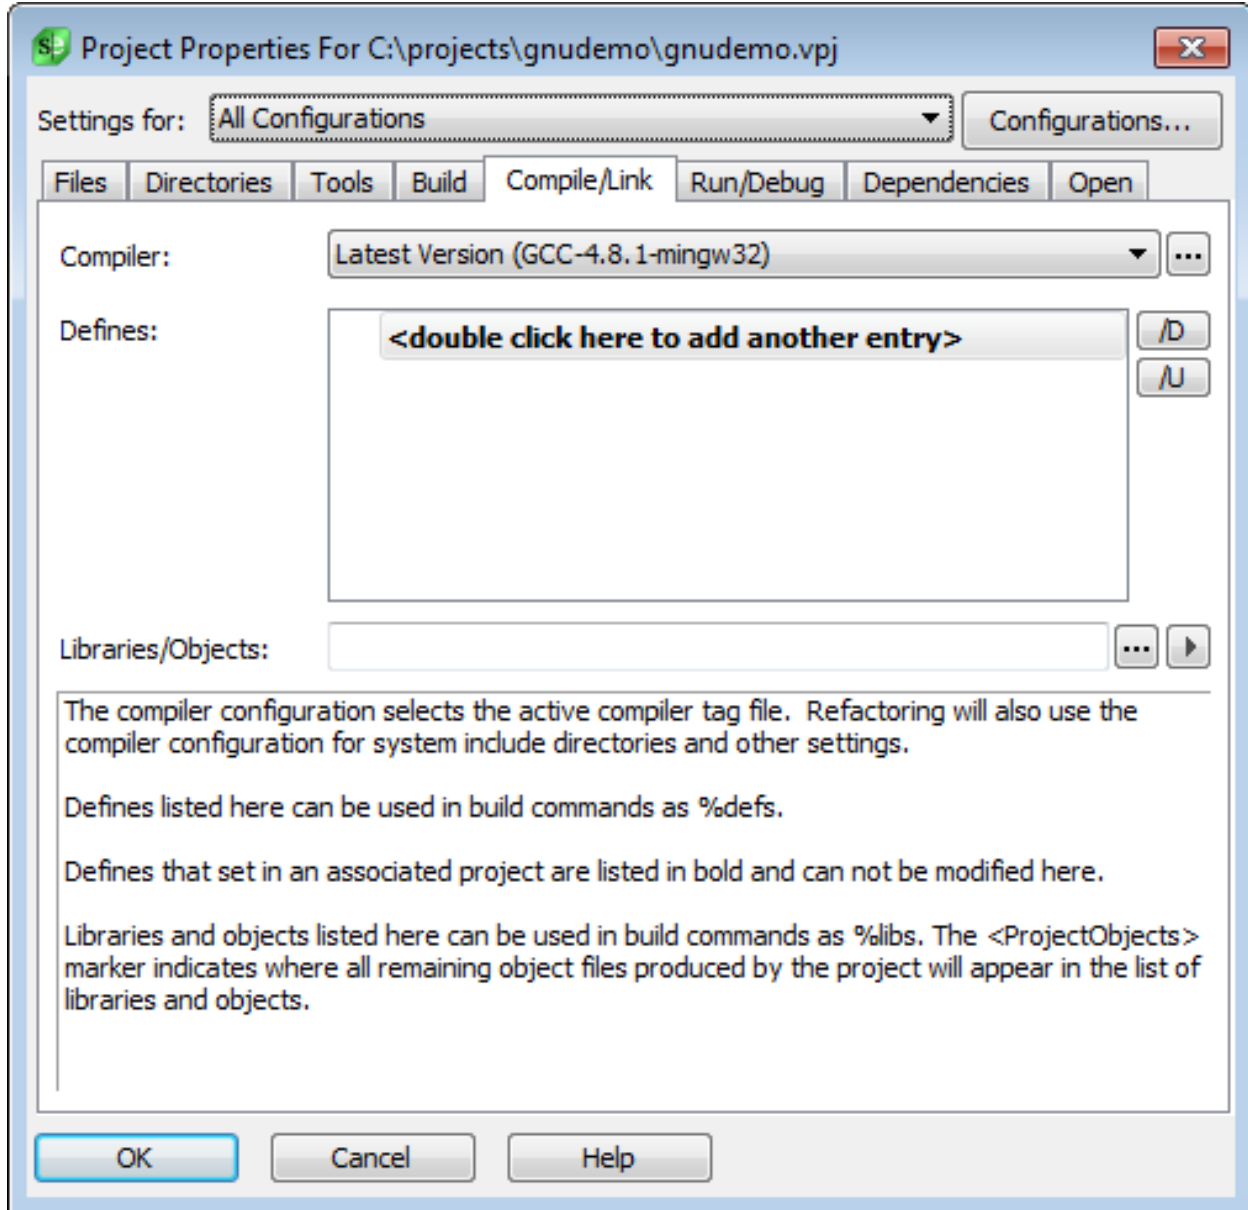 Project Properties For C:\projects\gnudemo\gnudemo.vpj
Settings for: All Configurations Configurations...
Files Directories Tools Build Compile/Link Run/Debug Dependencies Open
Compiler: Latest Version (GCC-4.8.1-mingw32) ...
Defines: <double click here to add another entry> /D
/U
Libraries/Objects: ...
The compiler configuration selects the active compiler tag file. Refactoring will also use the
compiler configuration for system include directories and other settings.
Defines listed here can be used in build commands as %defs.
Defines that set in an associated project are listed in bold and can not be modified here.
Libraries and objects listed here can be used in build commands as %libs. The <ProjectObjects>
marker indicates where all remaining object files produced by the project will appear in the list of
libraries and objects.
OK Cancel Help